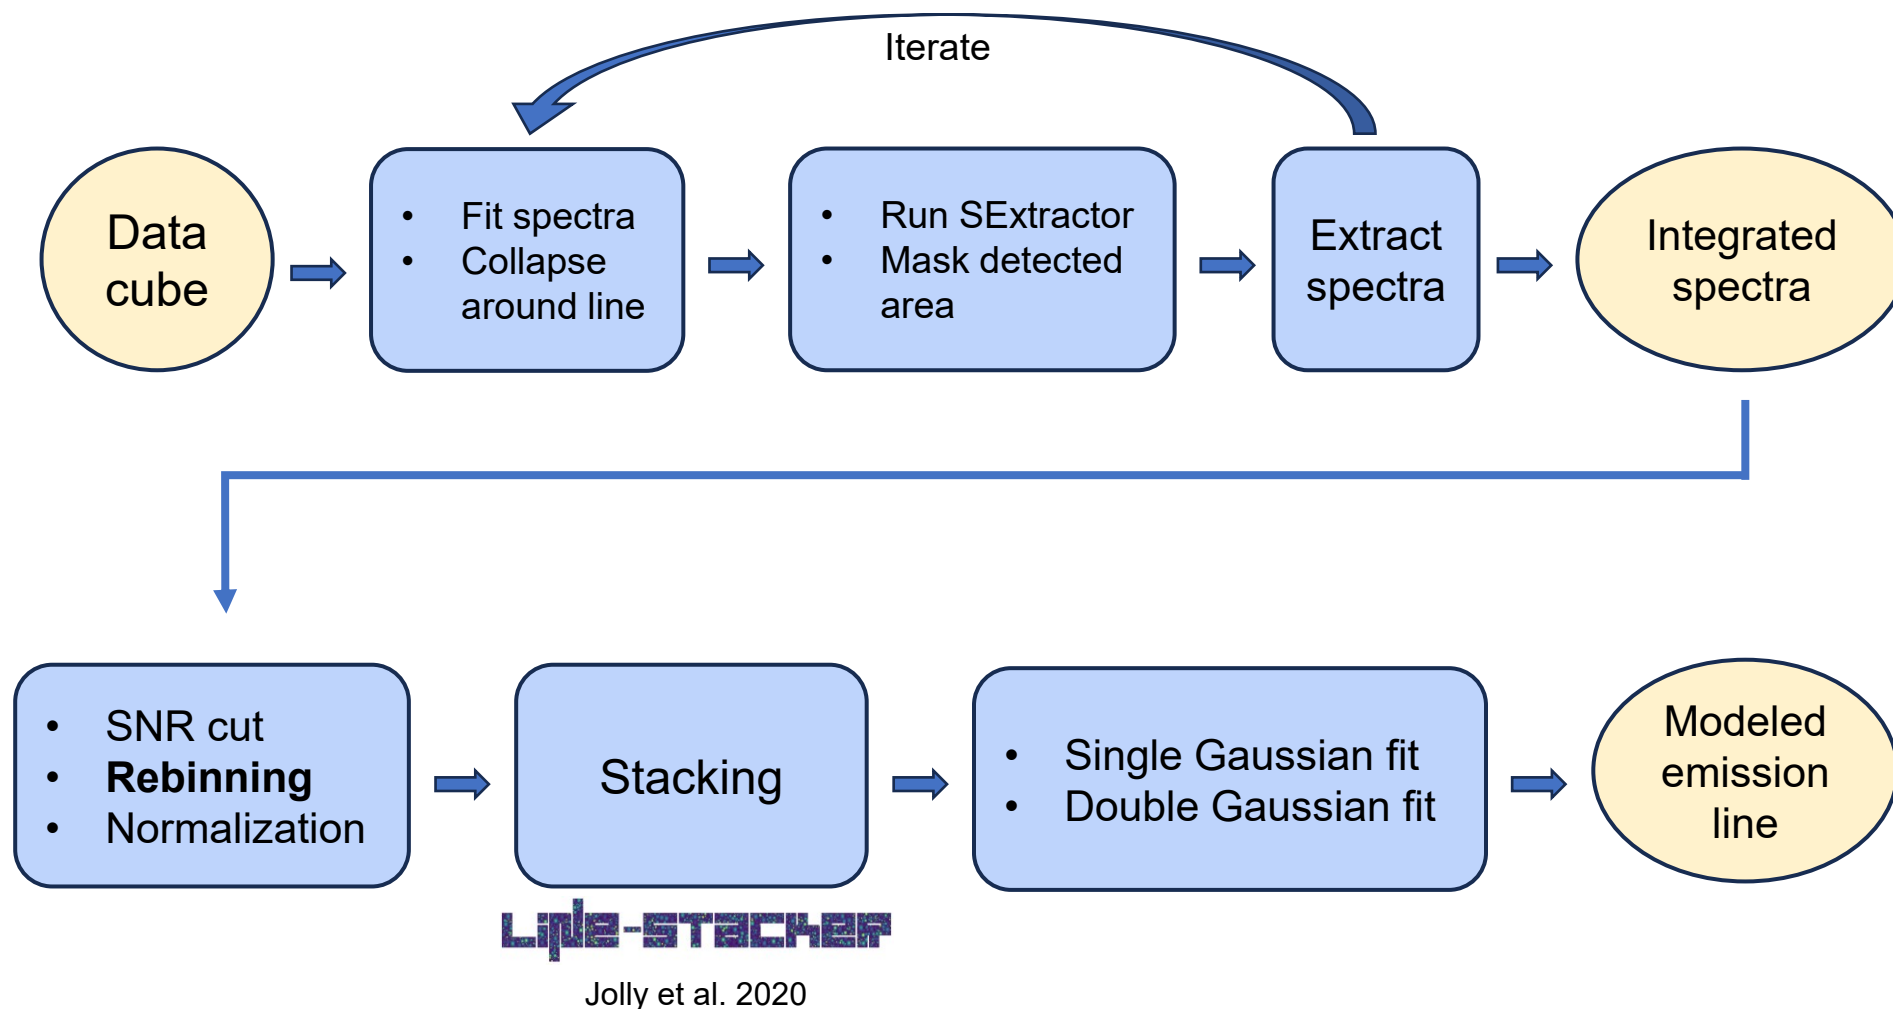 Iterate
Data
cube
• Fit spectra
• Collapse
around line
• Run SExtractor
• Mask detected
area
Extract
spectra
Integrated
spectra
• SNR cut
• Rebinning
• Normalization
Stacking
• Single Gaussian fit
• Double Gaussian fit
Modeled
emission
line
Line-Stacker
Jolly et al. 2020